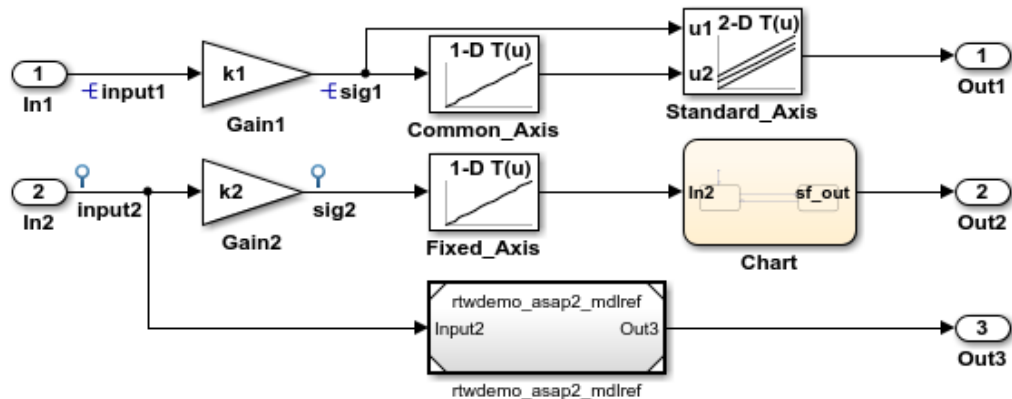 1-D T(u)
u1
2-D T(u)
u2
1
In1
input1
k1
Gain1
sig1
Common_Axis
Standard_Axis
1
Out1
2
In2
input2
k2
Gain2
sig2
1-D T(u)
Fixed_Axis
In2
sf_out
Chart
2
Out2
rtwdemo_asap2_mdlref
Input2
Out3
rtwdemo_asap2_mdlref
3
Out3